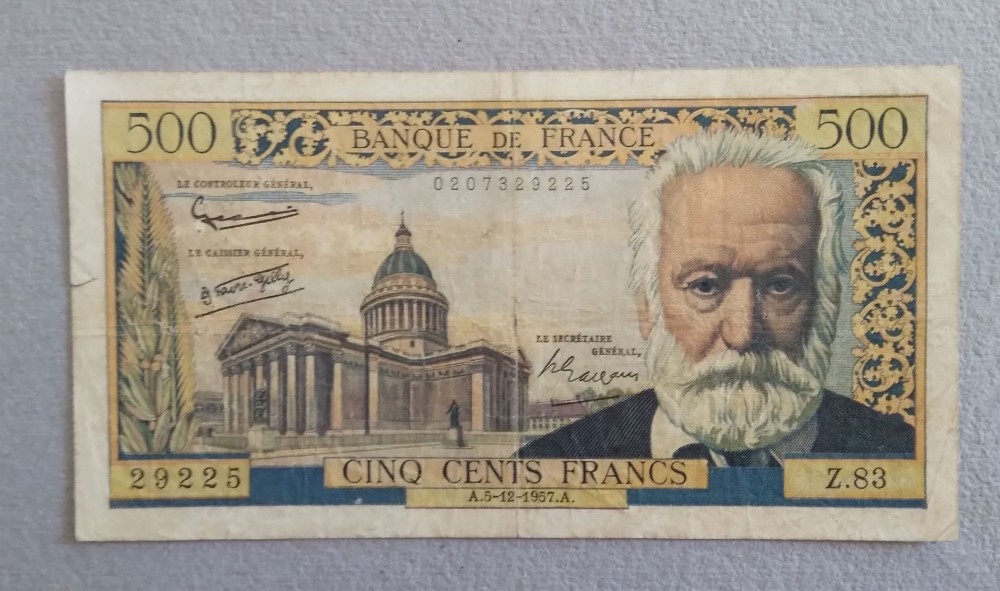 500
BANQUE DE FRANCE
500
LE CONTROLEUR GÉNÉRAL,
0207329225
LE CAISSIER GÉNÉRAL,
LE SECRÉTAIRE
GÉNÉRAL,
29225
CINQ CENTS FRANCS
Z.83
A.5-12-1957.A.